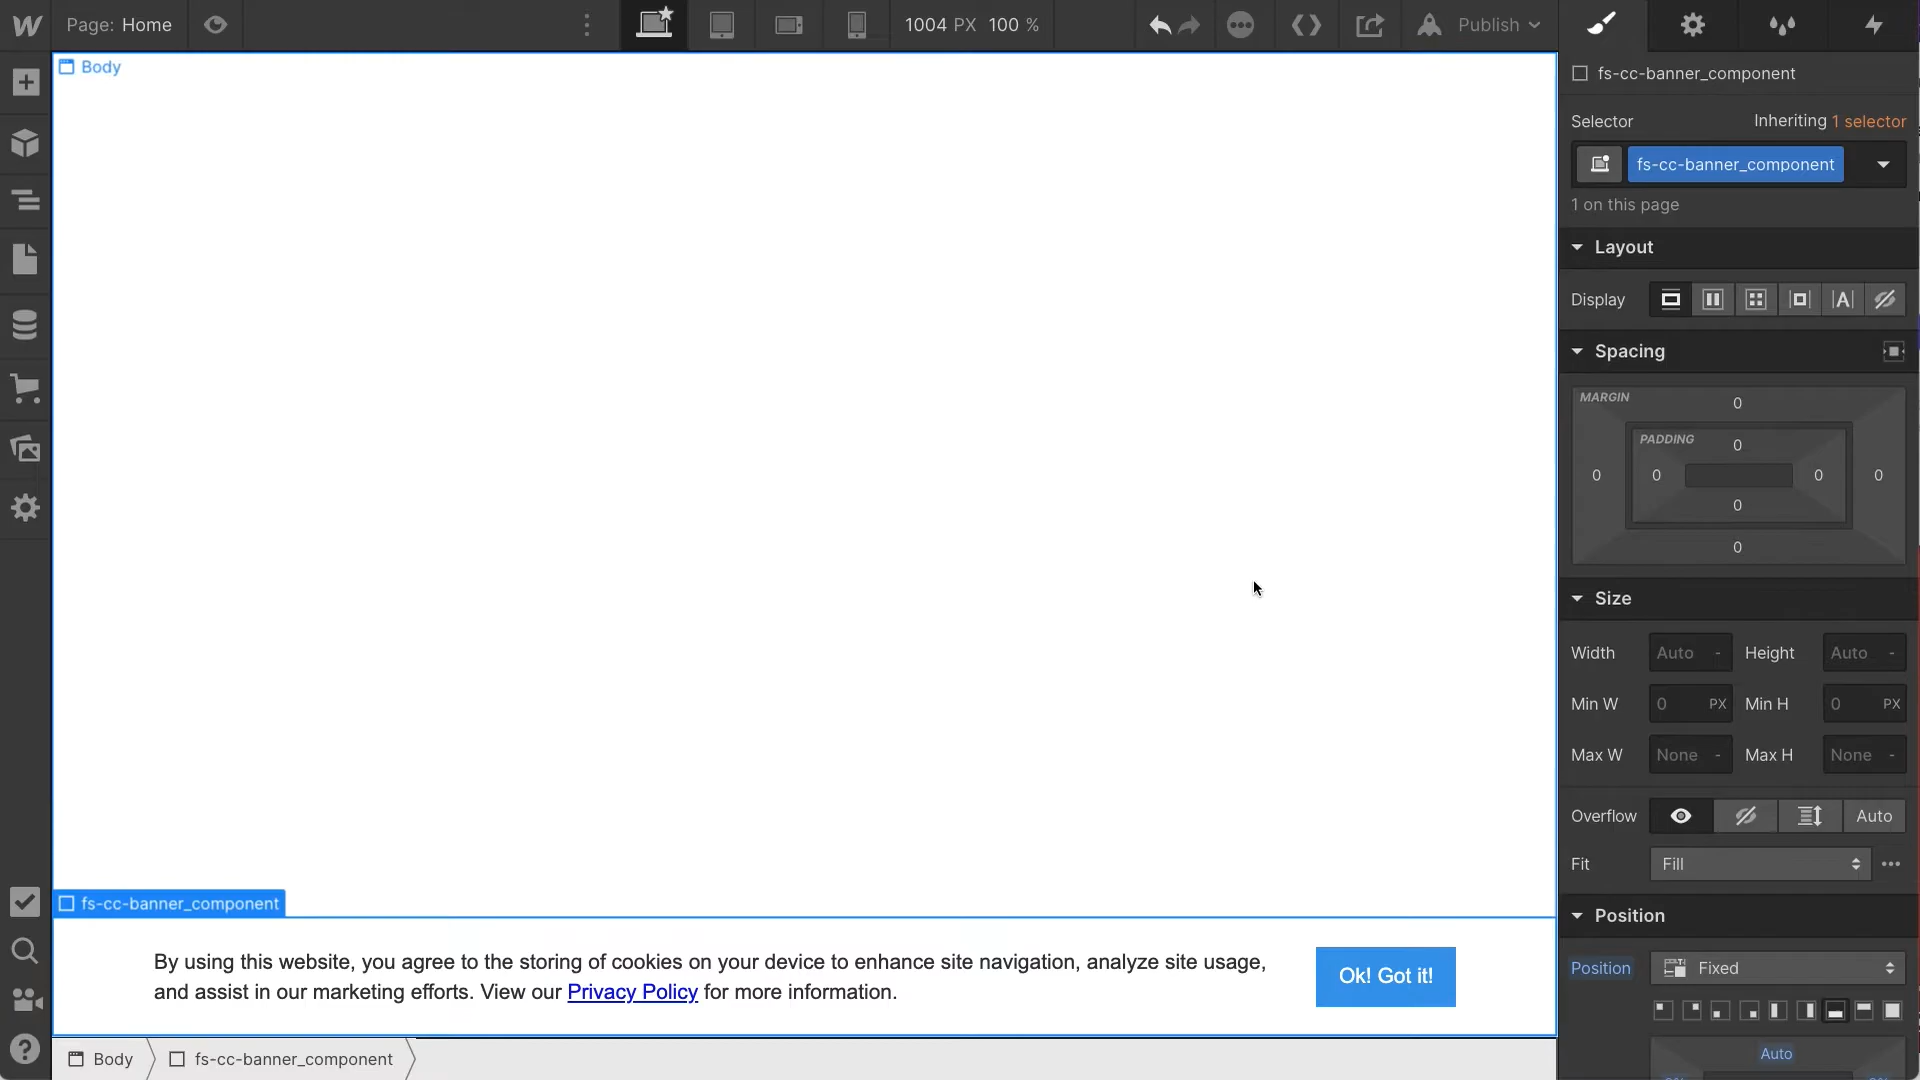 Page: Home
1004 PX 100 %
Publish
Body
fs-cc-banner_component
Selector
Inheriting 1 selector
fs-cc-banner_component
1 on this page
Layout
Display
Spacing
MARGIN
0
PADDING
0
0 0 0 0
0
0
Size
Width Auto - Height Auto -
Min W 0 PX Min H 0 PX
Max W None - Max H None -
Overflow Auto
Fit Fill
Position
Position Fixed
Auto
fs-cc-banner_component
By using this website, you agree to the storing of cookies on your device to enhance site navigation, analyze site usage,
and assist in our marketing efforts. View our Privacy Policy for more information.
Ok! Got it!
Body fs-cc-banner_component